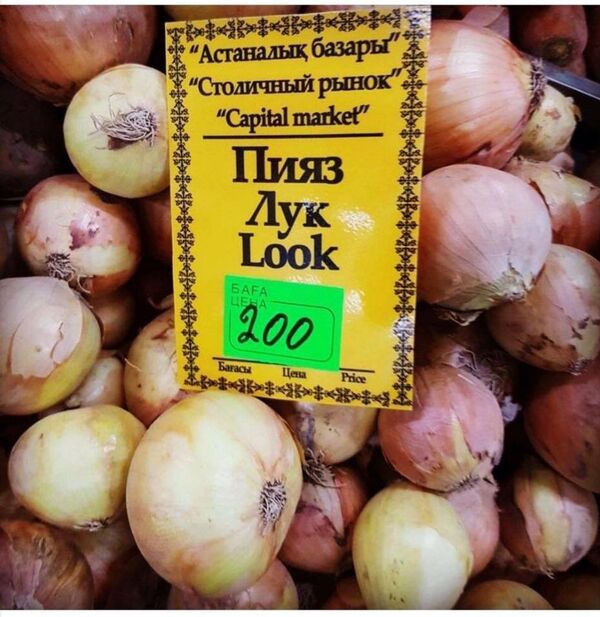 "Астаналық базары"
"Столичный рынок"
"Capital market"
Пияз
Лук
Look
БАҒА
ЦЕНА
200
Бағасы Цена Price